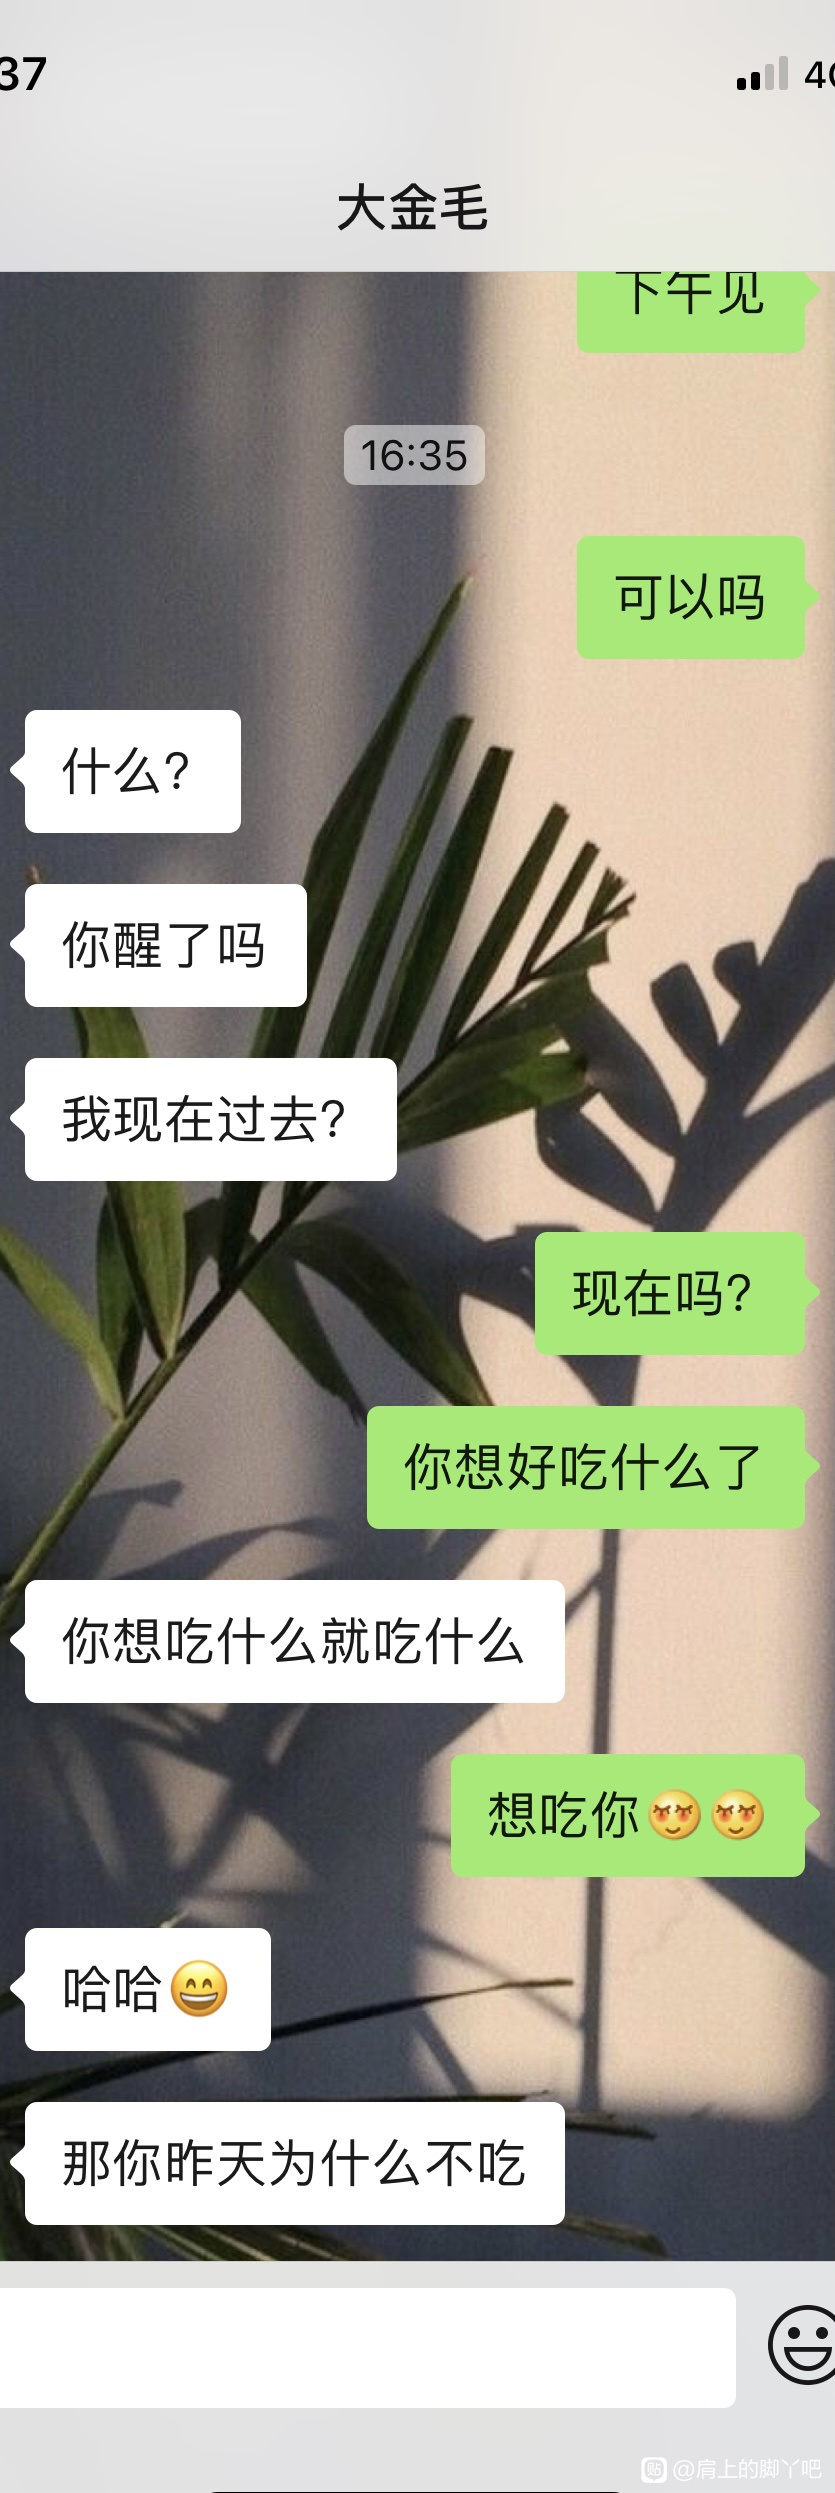 37
大金毛
下午见
16:35
可以吗
什么?
你醒了吗
我现在过去?
现在吗?
你想好吃什么了
你想吃什么就吃什么
想吃你
哈哈
那你昨天为什么不吃
贴 @肩上的脚丫吧